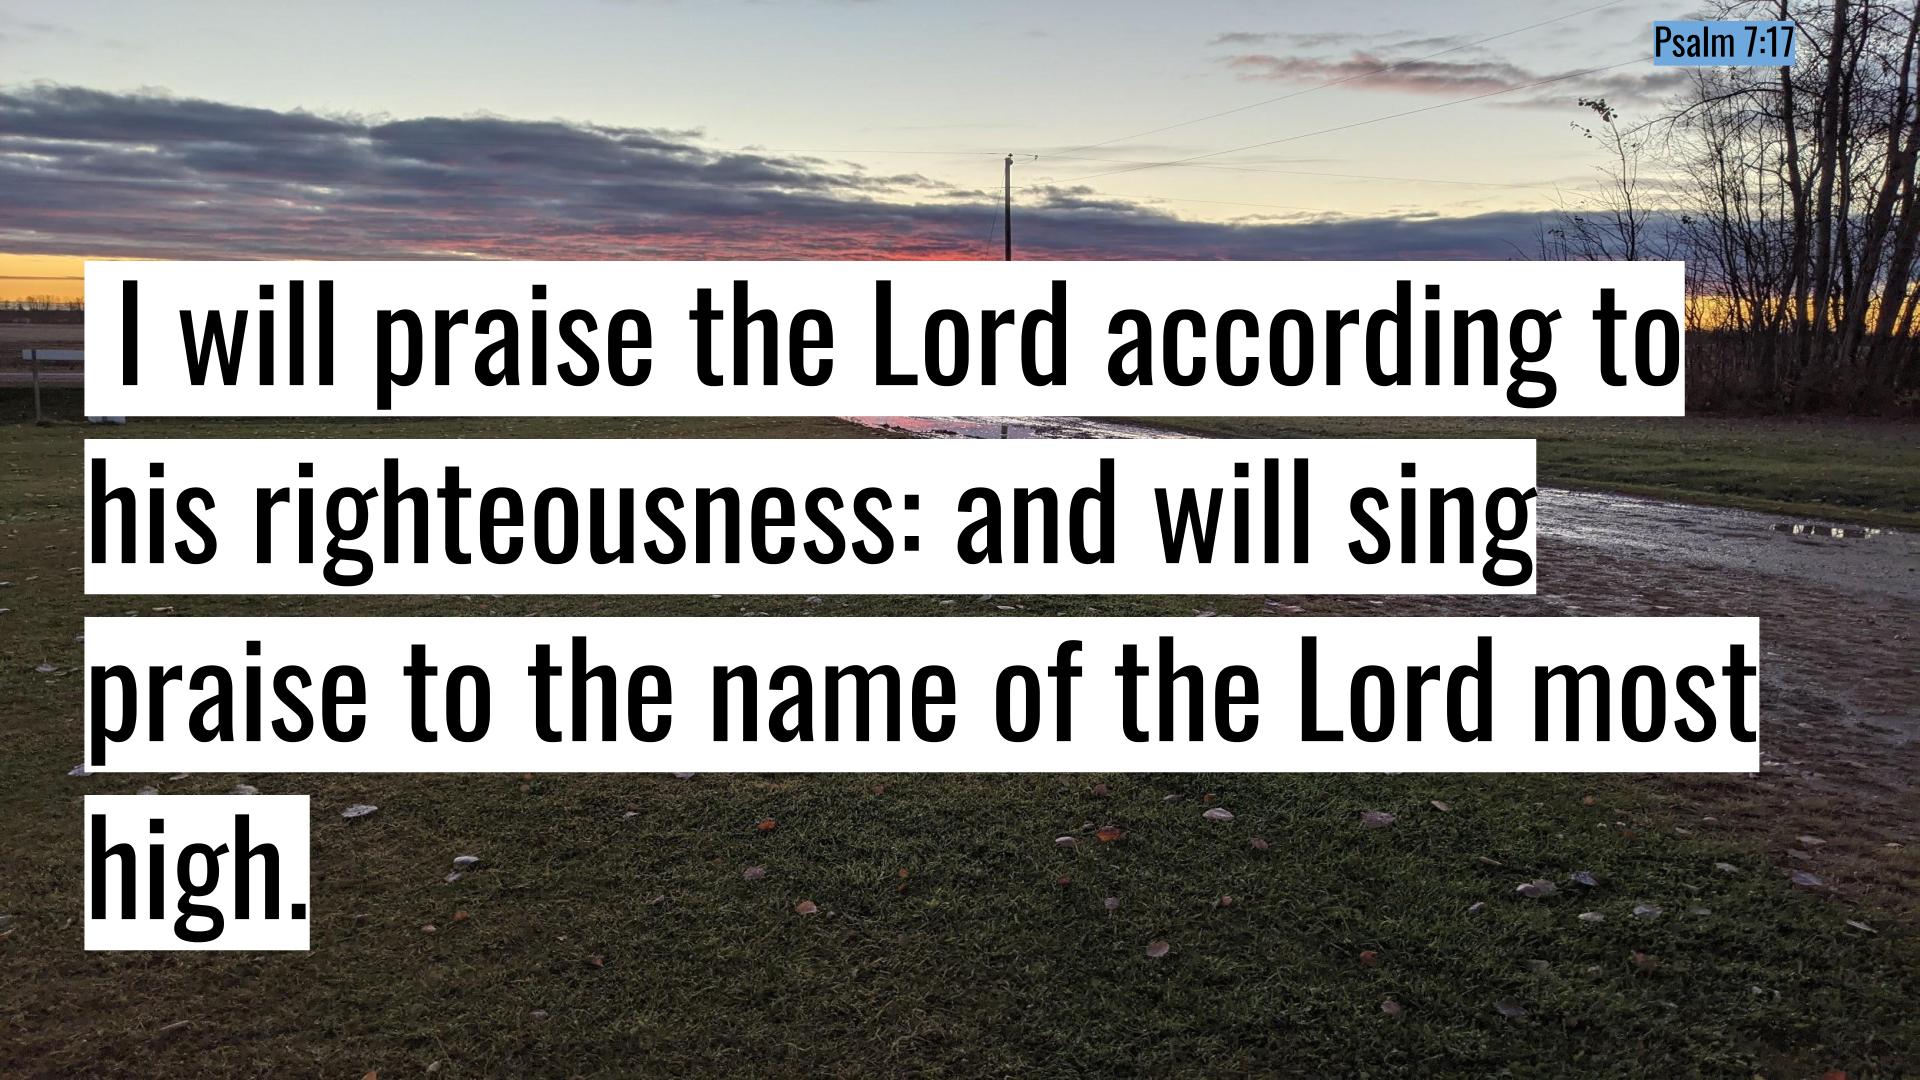 Psalm 7:17
I will praise the Lord according to
his righteousness: and will sing
praise to the name of the Lord most
high.